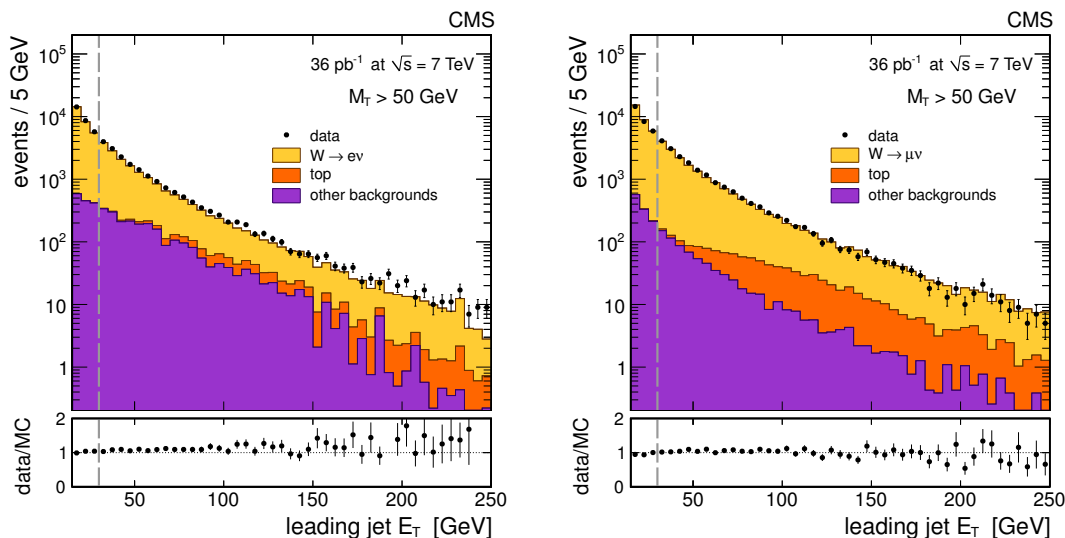 CMS
36 pb⁻¹ at √s = 7 TeV
M_T > 50 GeV
data
W → eν
top
other backgrounds
events / 5 GeV
10⁵
10⁴
10³
10²
10
1
data/MC
2
1
0
50 100 150 200 250
leading jet E_T [GeV]
CMS
36 pb⁻¹ at √s = 7 TeV
M_T > 50 GeV
data
W → μν
top
other backgrounds
events / 5 GeV
10⁵
10⁴
10³
10²
10
1
data/MC
2
1
0
50 100 150 200 250
leading jet E_T [GeV]